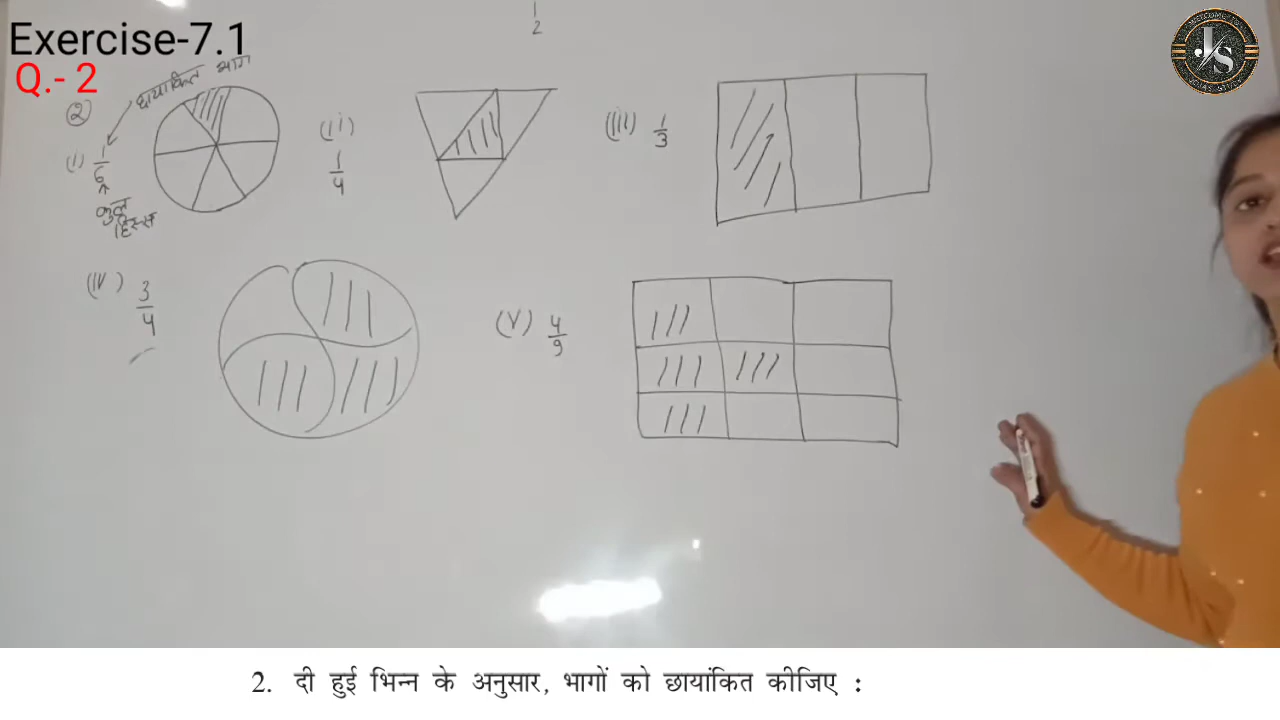 Exercise-7.1
Q.- 2
1/2
(2)
छायांकित भाग
(i) 1/6
कुल
हिस्से
(ii)
1/4
(iii) 1/3
(iv) 3/4
(v) 4/9
2. दी हुई भिन्न के अनुसार, भागों को छायांकित कीजिए :